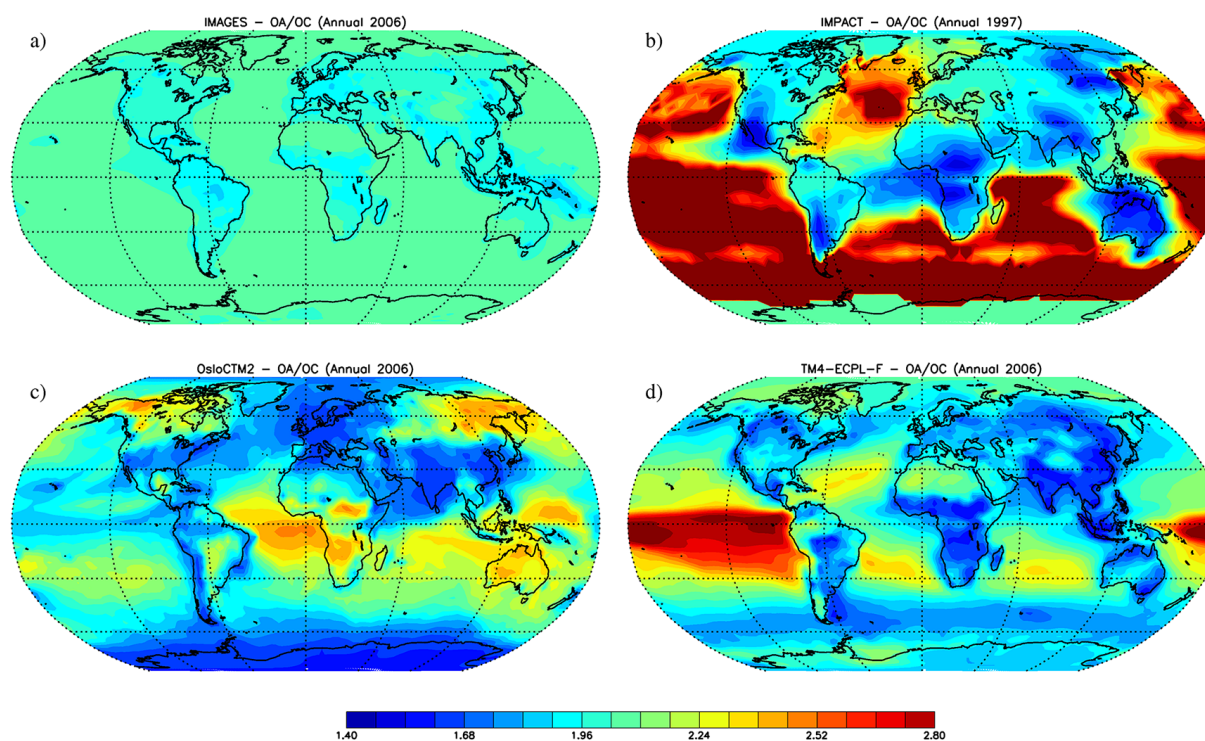 IMAGES - OA/OC (Annual 2006)
IMPACT - OA/OC (Annual 1997)
a)
b)
OsloCTM2 - OA/OC (Annual 2006)
TM4-ECPL-F - OA/OC (Annual 2006)
c)
d)
1.40 1.68 1.96 2.24 2.52 2.80